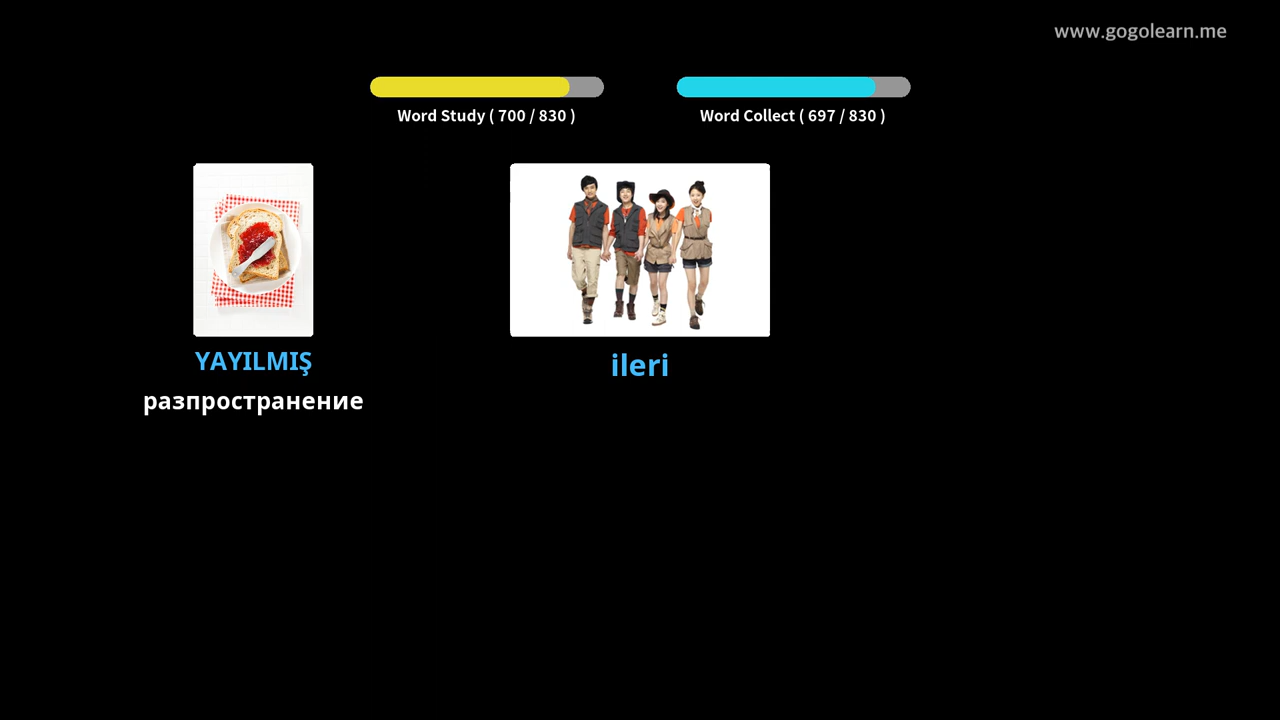 www.gogolearn.me
Word Study ( 700 / 830 )
Word Collect ( 697 / 830 )
YAYILMIŞ
разпространение
ileri